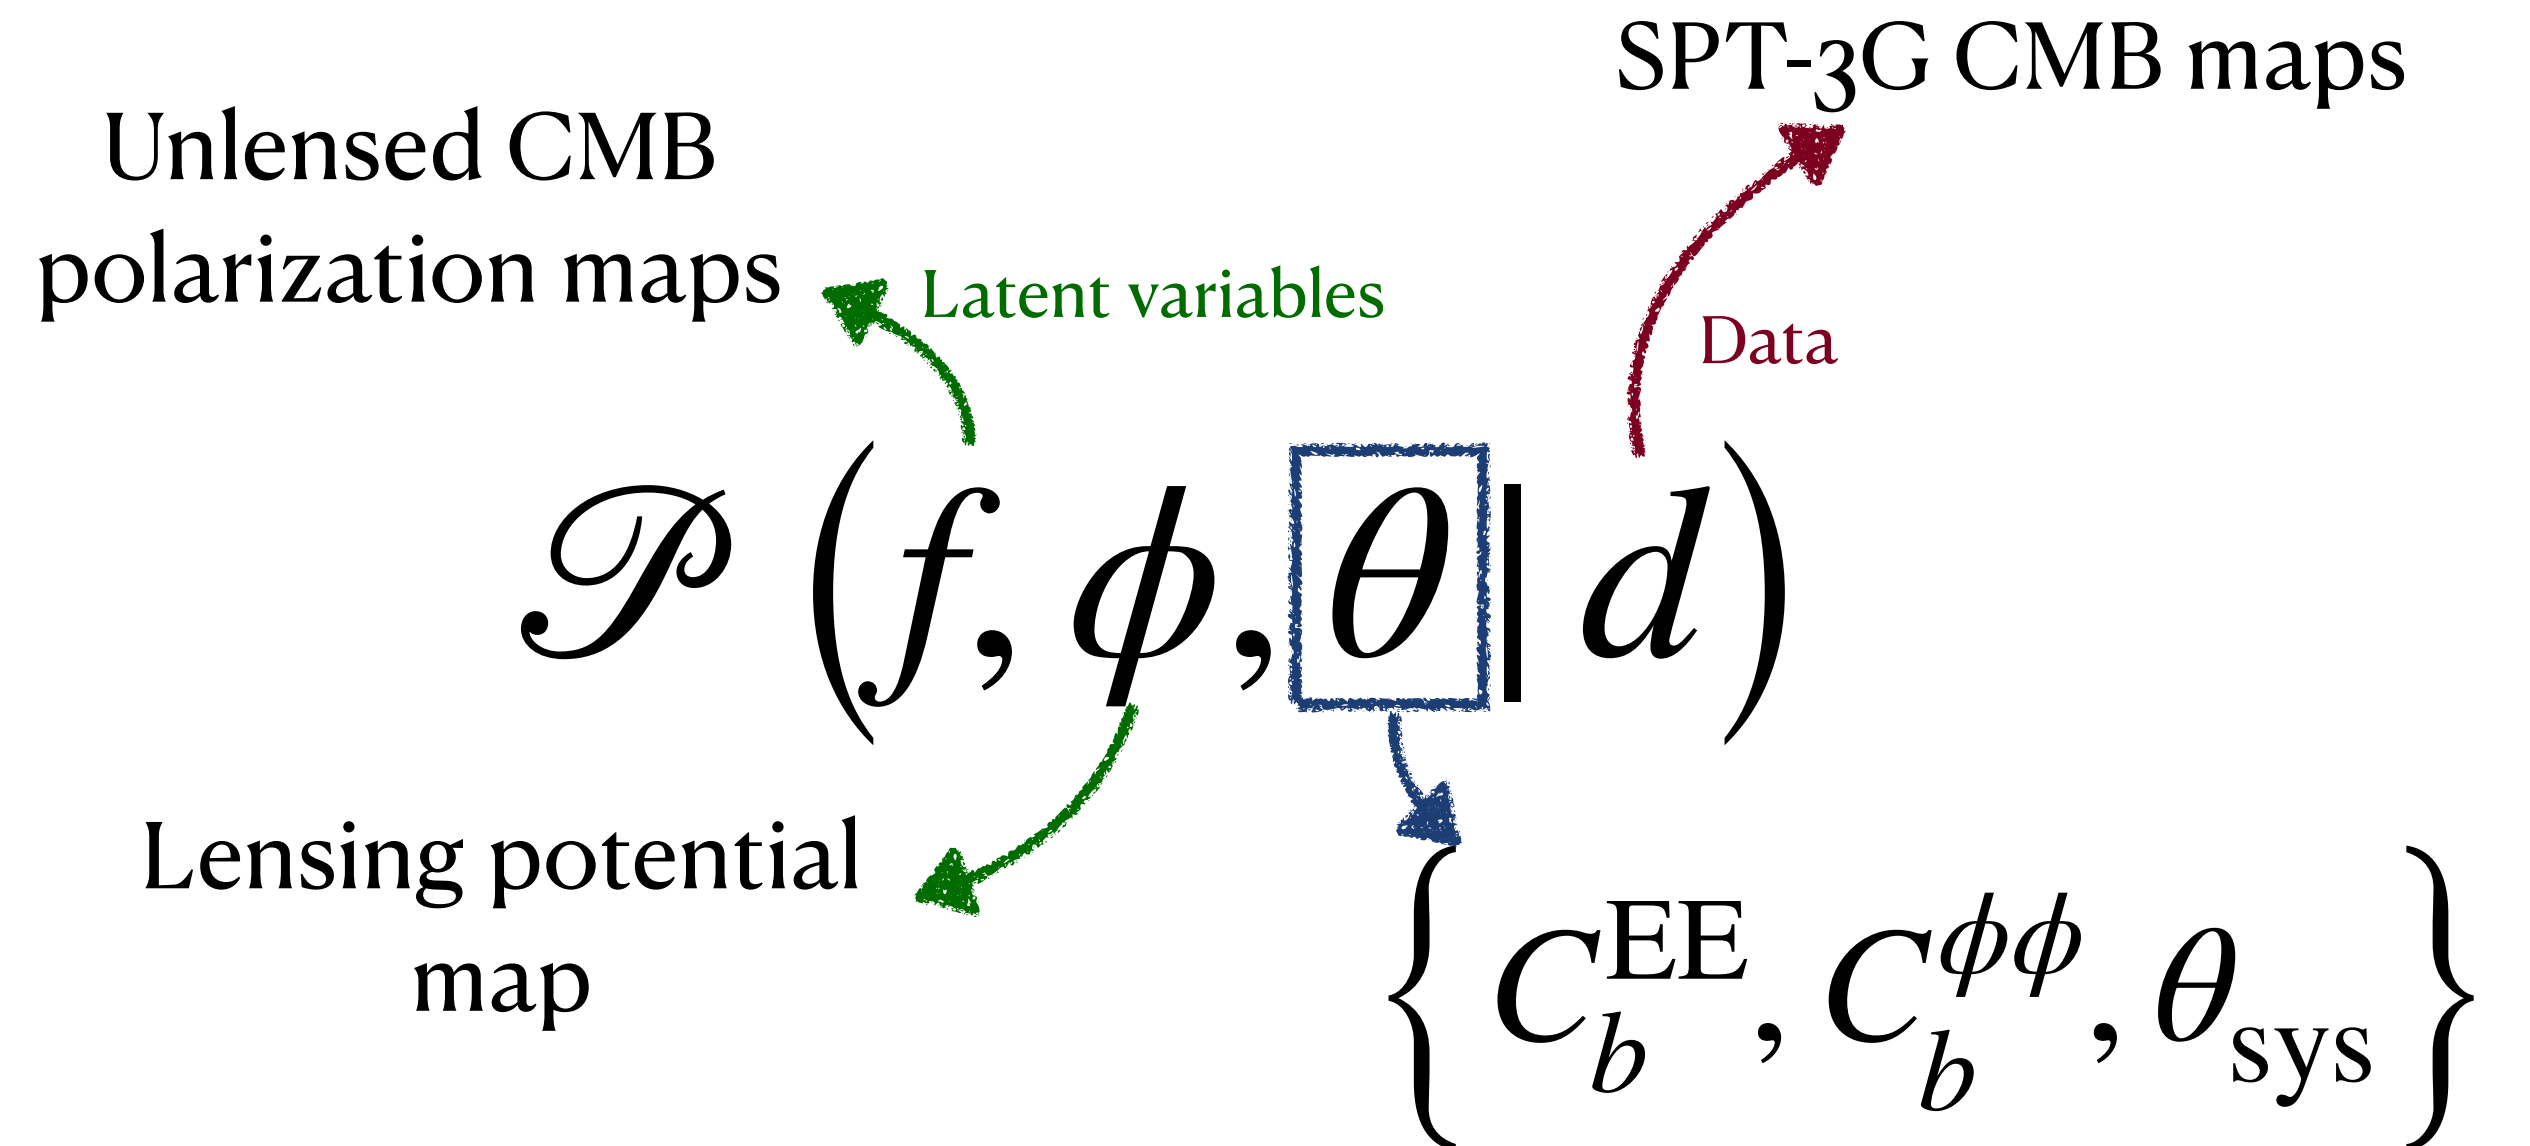 SPT-3G CMB maps
Unlensed CMB
polarization maps
Latent variables
Data
𝒫 (f, ϕ, θ | d)
Lensing potential
map
{C_b^EE, C_b^ϕϕ, θ_sys}